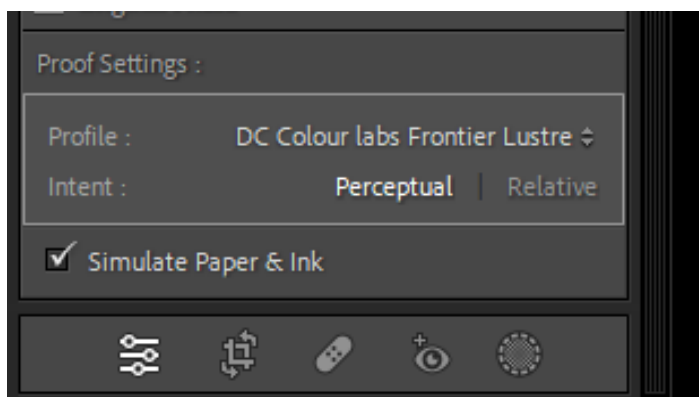 Proof Settings :
Profile : DC Colour labs Frontier Lustre
Intent : Perceptual | Relative
Simulate Paper & Ink